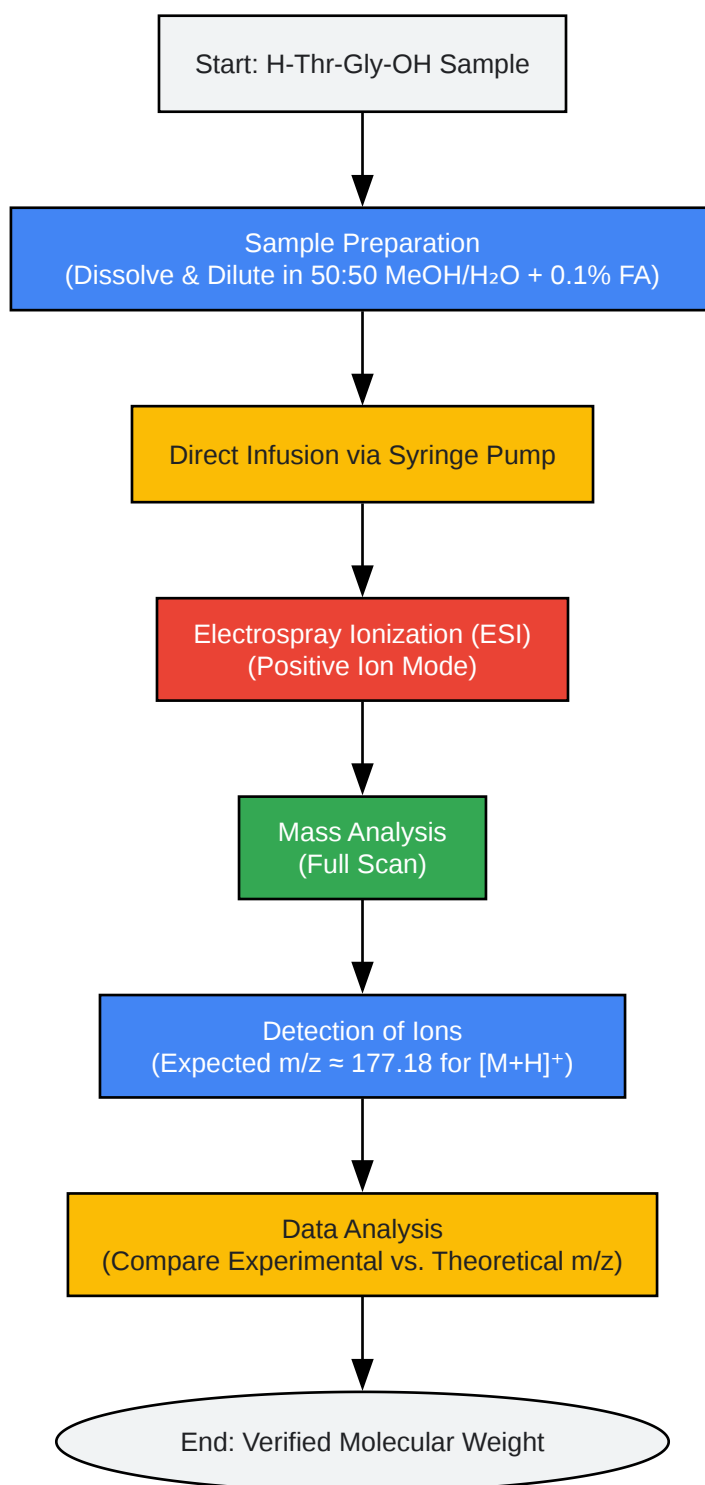 Start: H-Thr-Gly-OH Sample
Sample Preparation
(Dissolve & Dilute in 50:50 MeOH/H₂O + 0.1% FA)
Direct Infusion via Syringe Pump
Electrospray Ionization (ESI)
(Positive Ion Mode)
Mass Analysis
(Full Scan)
Detection of Ions
(Expected m/z ≈ 177.18 for [M+H]⁺)
Data Analysis
(Compare Experimental vs. Theoretical m/z)
End: Verified Molecular Weight